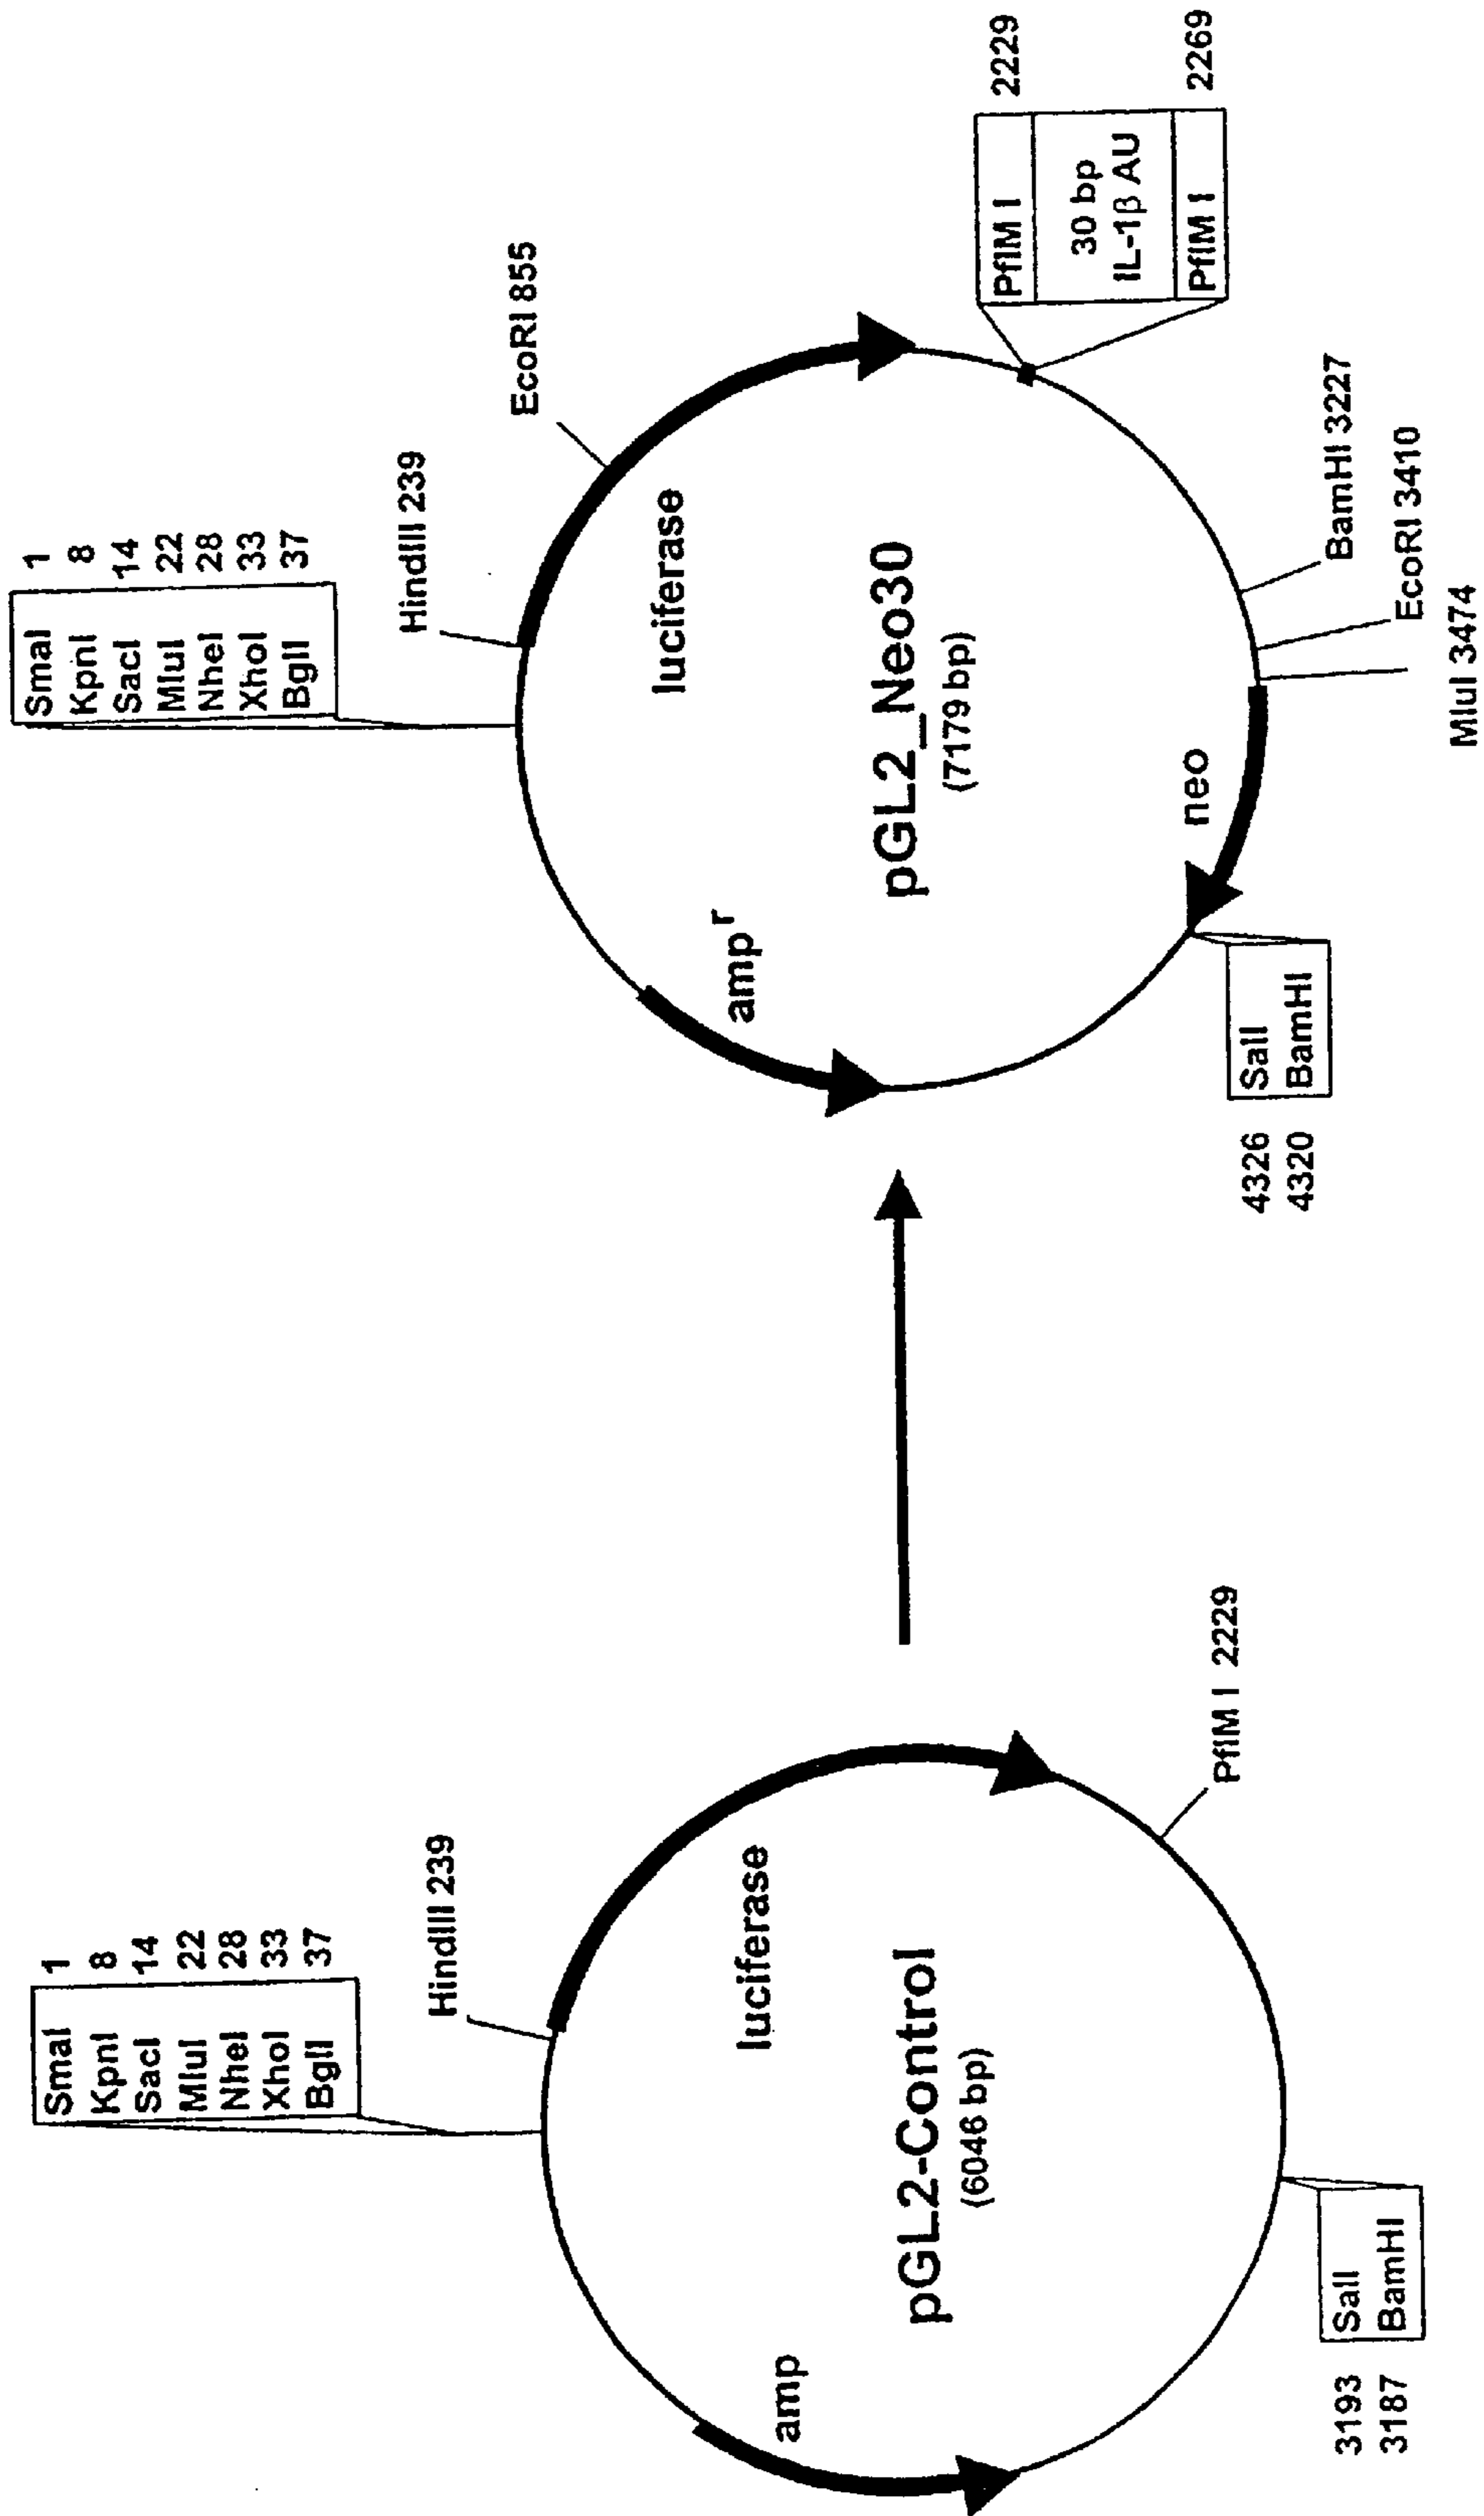 SmaI 1
KpnI 8
SacI 14
MluI 22
NheI 28
XhoI 33
BglI 37
HindIII 239
amp
luciferase
pGL2-Control
(6046 bp)
PflM I 2229
3193 SalI
3187 BamHI
SmaI 1
KpnI 8
SacI 14
MluI 22
NheI 28
XhoI 33
BglI 37
HindIII 239
EcoRI 855
amp r
luciferase
pGL2_Neo30
(7179 bp)
PflM I 2229
30 bp
IL-1β AU
PflM I 2269
neo
4326 SalI
4320 BamHI
BamHI 3227
EcoRI 3410
MluI 3474